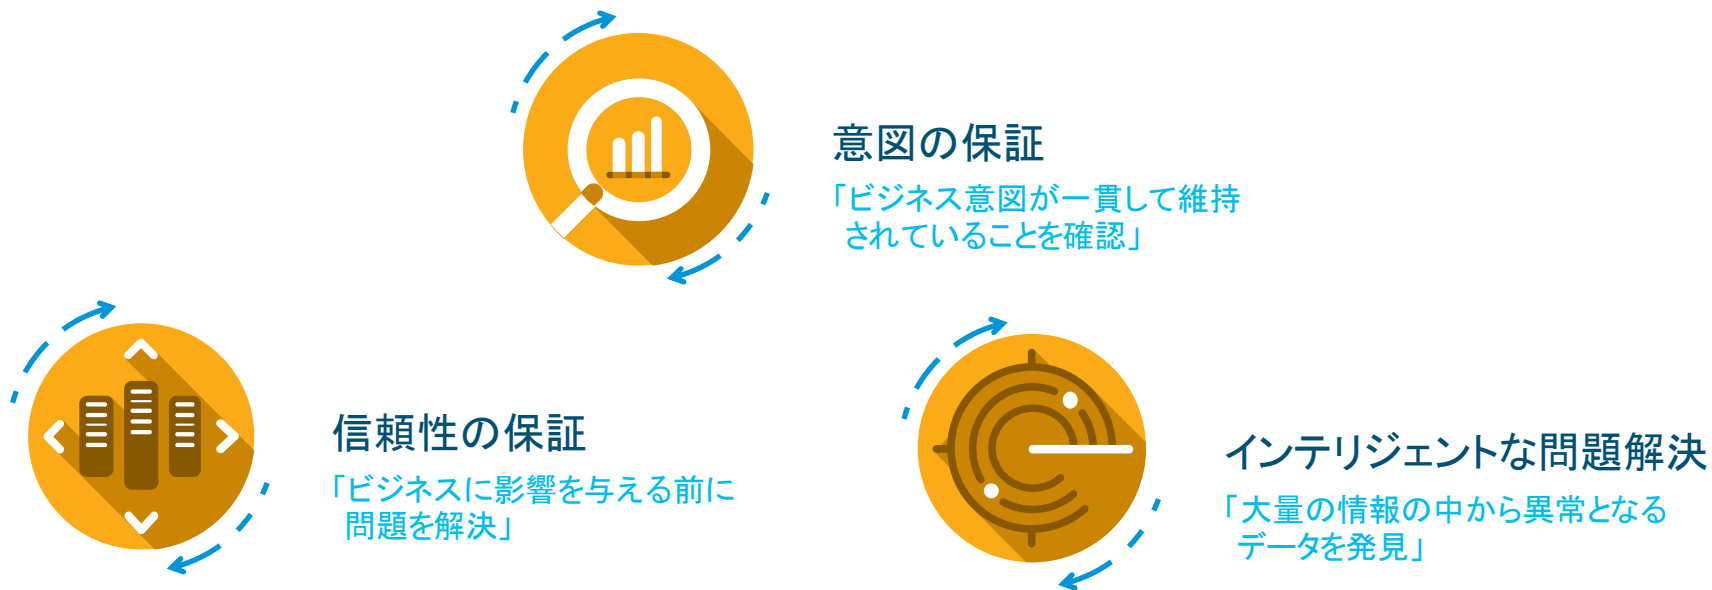 意図の保証
「ビジネス意図が一貫して維持
されていることを確認」
信頼性の保証
「ビジネスに影響を与える前に
問題を解決」
インテリジェントな問題解決
「大量の情報の中から異常となる
データを発見」